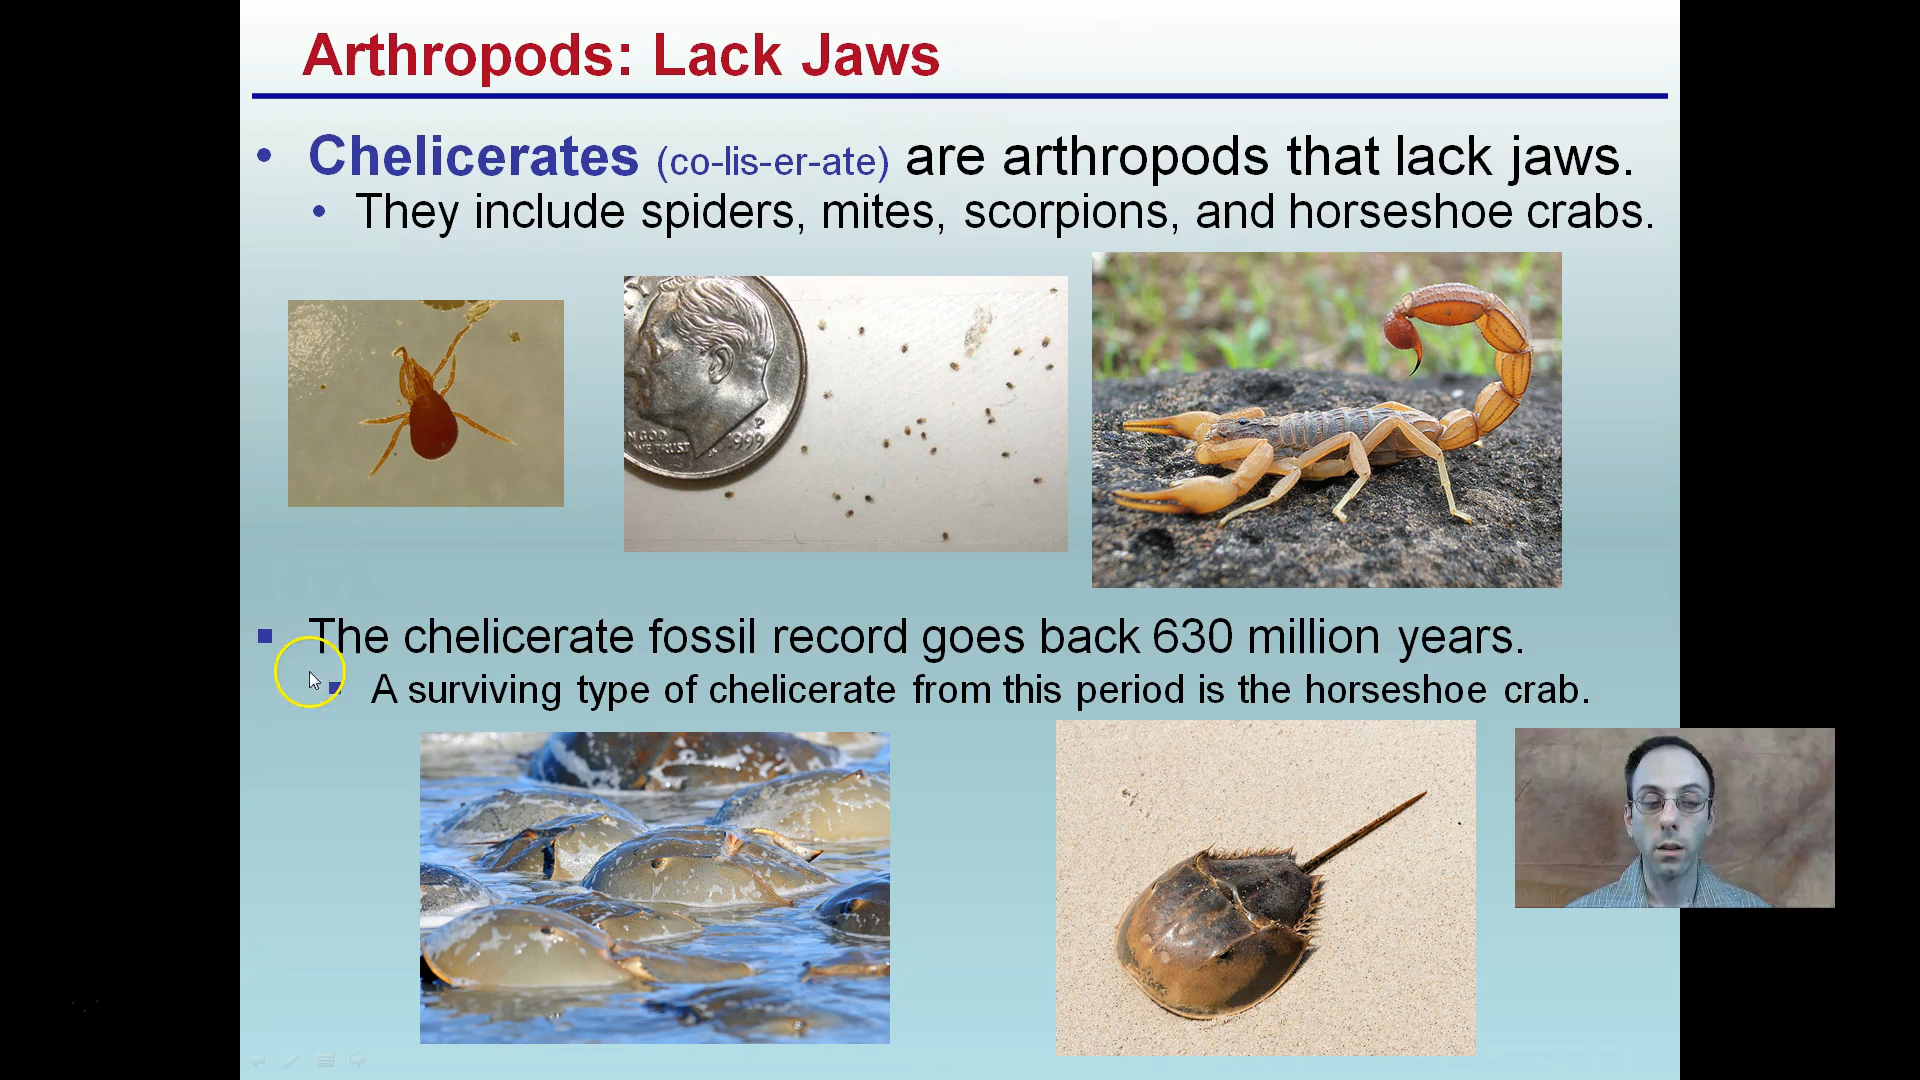 Arthropods: Lack Jaws
• Chelicerates (co-lis-er-ate) are arthropods that lack jaws.
• They include spiders, mites, scorpions, and horseshoe crabs.
P
1999
▪ The chelicerate fossil record goes back 630 million years.
▪ A surviving type of chelicerate from this period is the horseshoe crab.